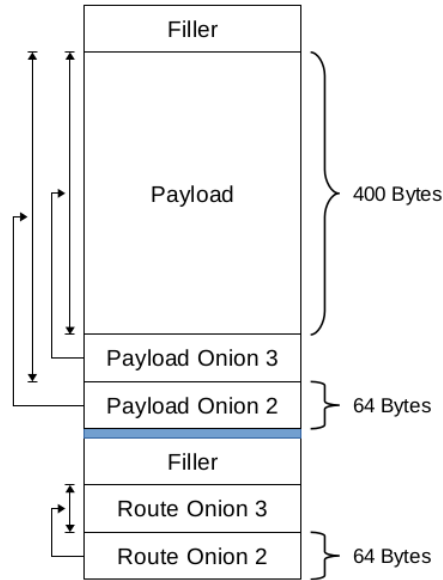 Filler
Payload
400 Bytes
Payload Onion 3
Payload Onion 2
64 Bytes
Filler
Route Onion 3
Route Onion 2
64 Bytes